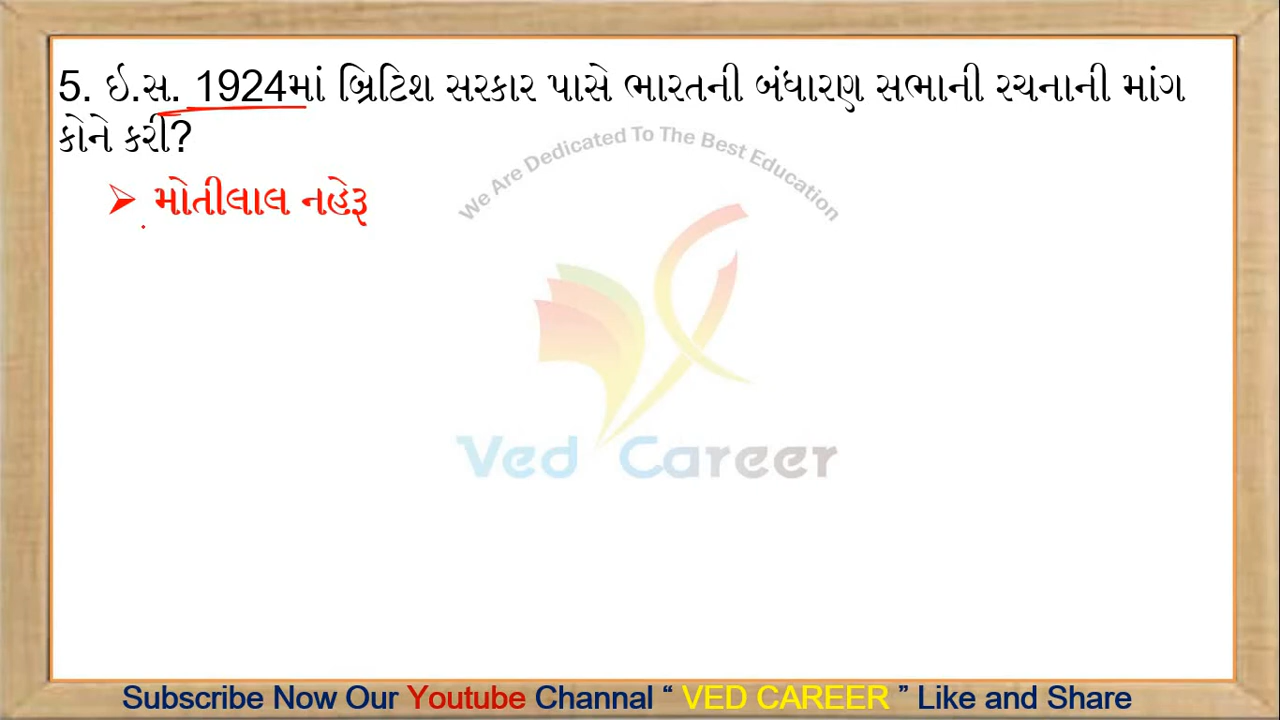 5. ઇ.સ. 1924માં બ્રિટિશ સરકાર પાસે ભારતની બંધારણ સભાની રચનાની માંગ
કોને કરી?
We Are Dedicated To The Best Education
➢ મોતીલાલ નહેરૂ
Ved Career
Subscribe Now Our Youtube Channal “ VED CAREER ” Like and Share